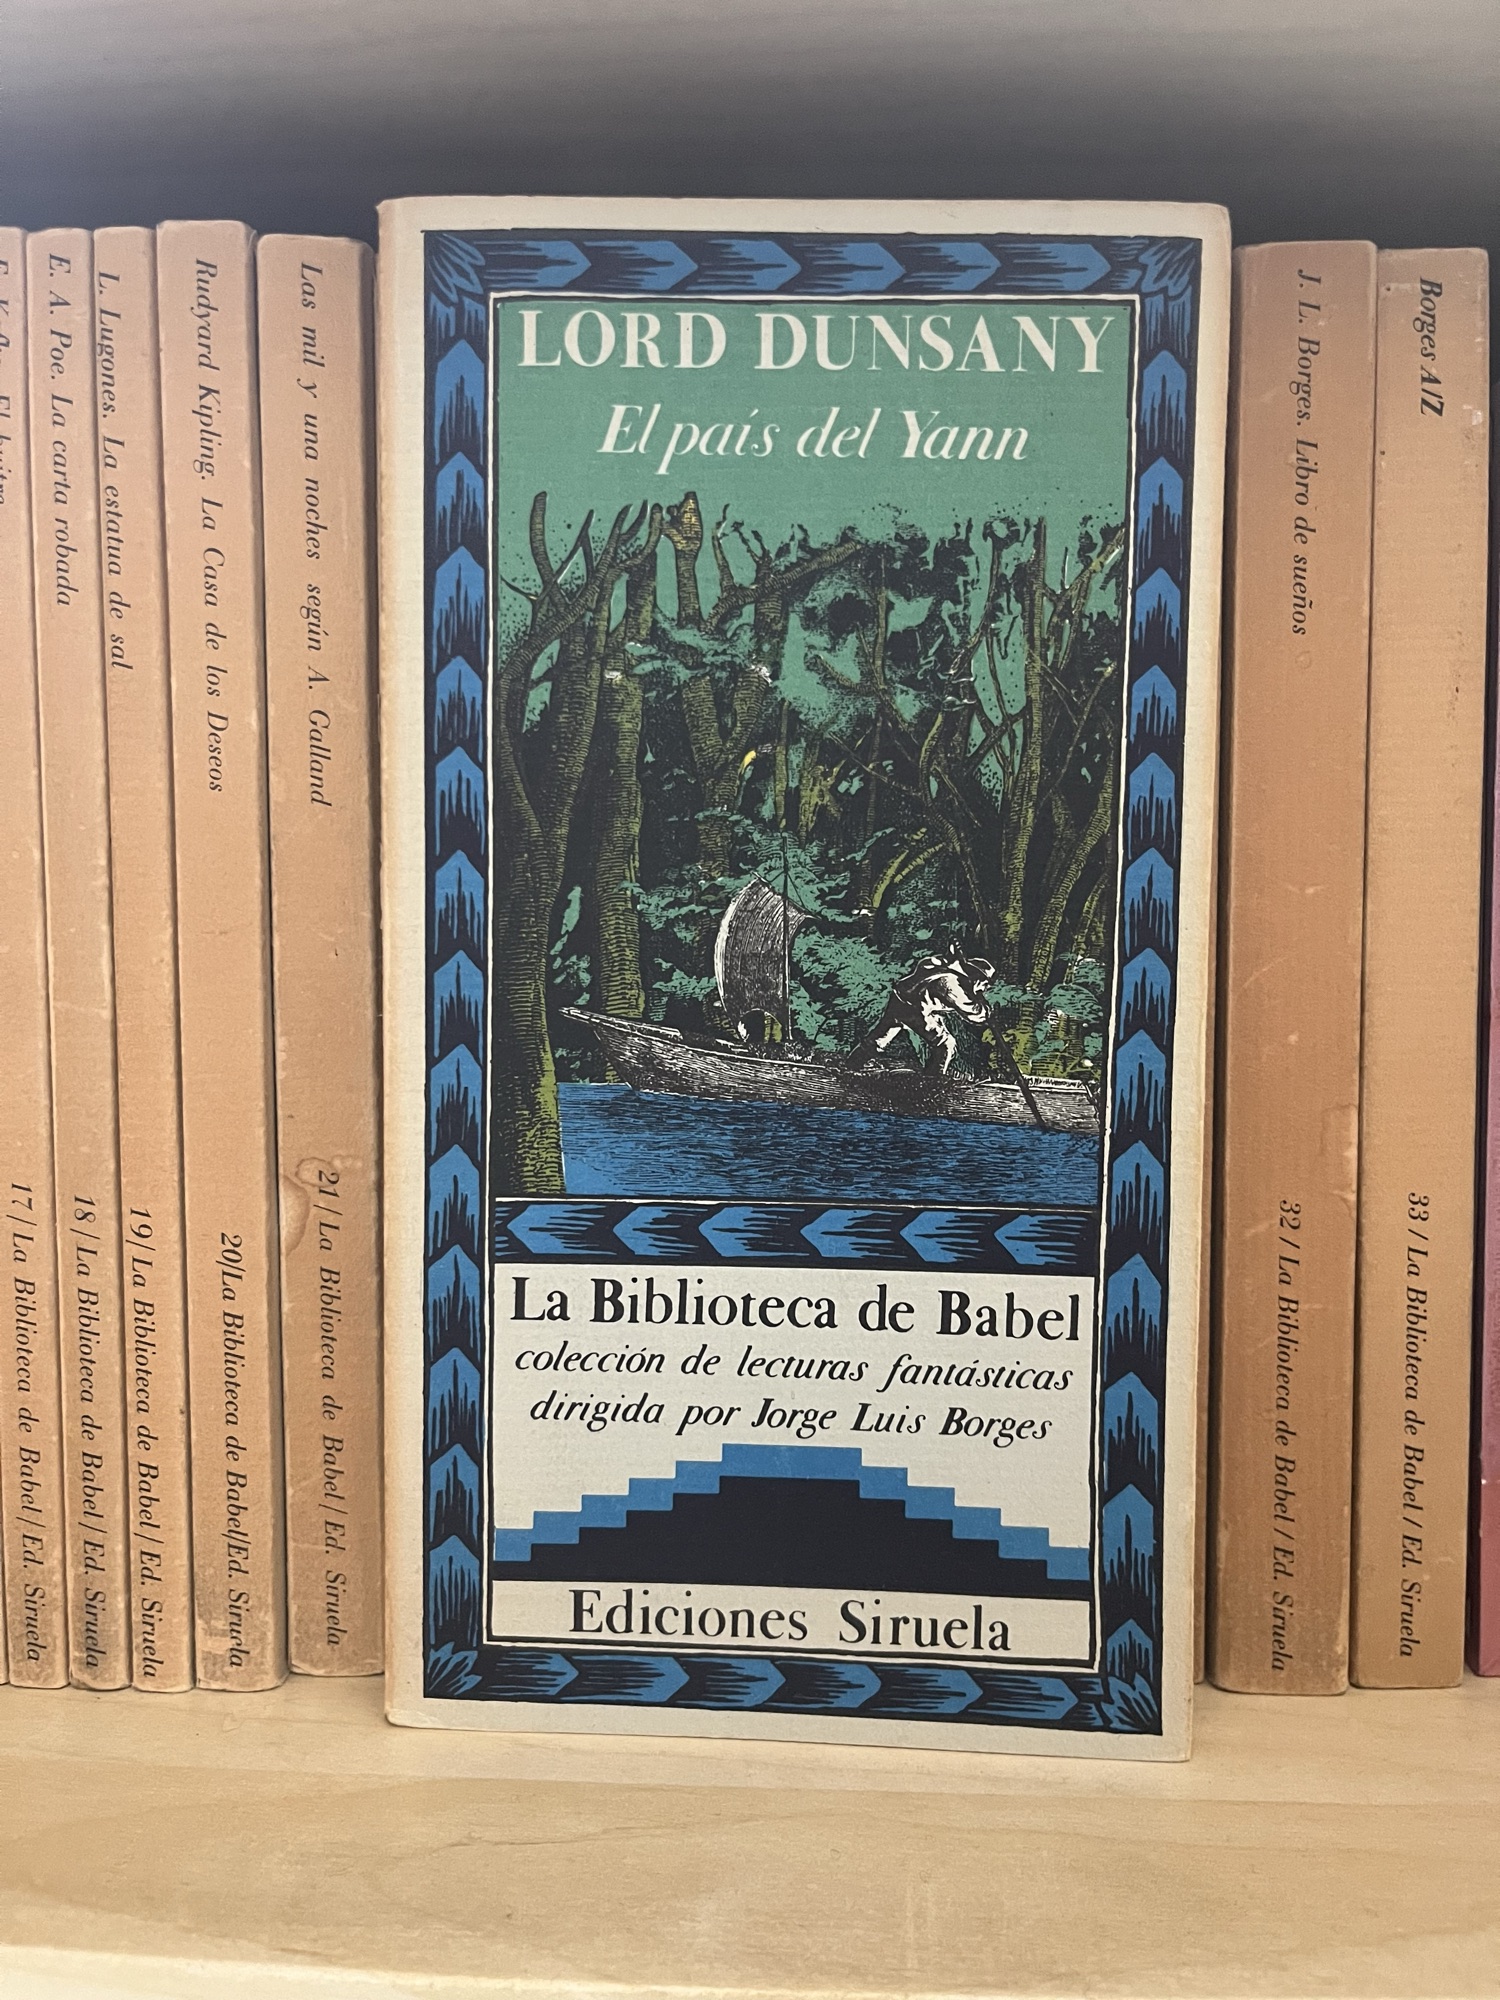 E. A. Poe. La carta robada
18/La Biblioteca de Babel/Ed. Siruela
L. Lugones. La estatua de sal
19/La Biblioteca de Babel/Ed. Siruela
Rudyard Kipling. La Casa de los Deseos
20/La Biblioteca de Babel/Ed. Siruela
Las mil y una noches según A. Galland
21/La Biblioteca de Babel/Ed. Siruela
17/La Biblioteca de Babel/Ed. Siruela
LORD DUNSANY
El país del Yann
La Biblioteca de Babel
colección de lecturas fantásticas
dirigida por Jorge Luis Borges
Ediciones Siruela
J. L. Borges. Libro de sueños
32/La Biblioteca de Babel/Ed. Siruela
Borges A/Z
33/La Biblioteca de Babel/Ed. Siruela